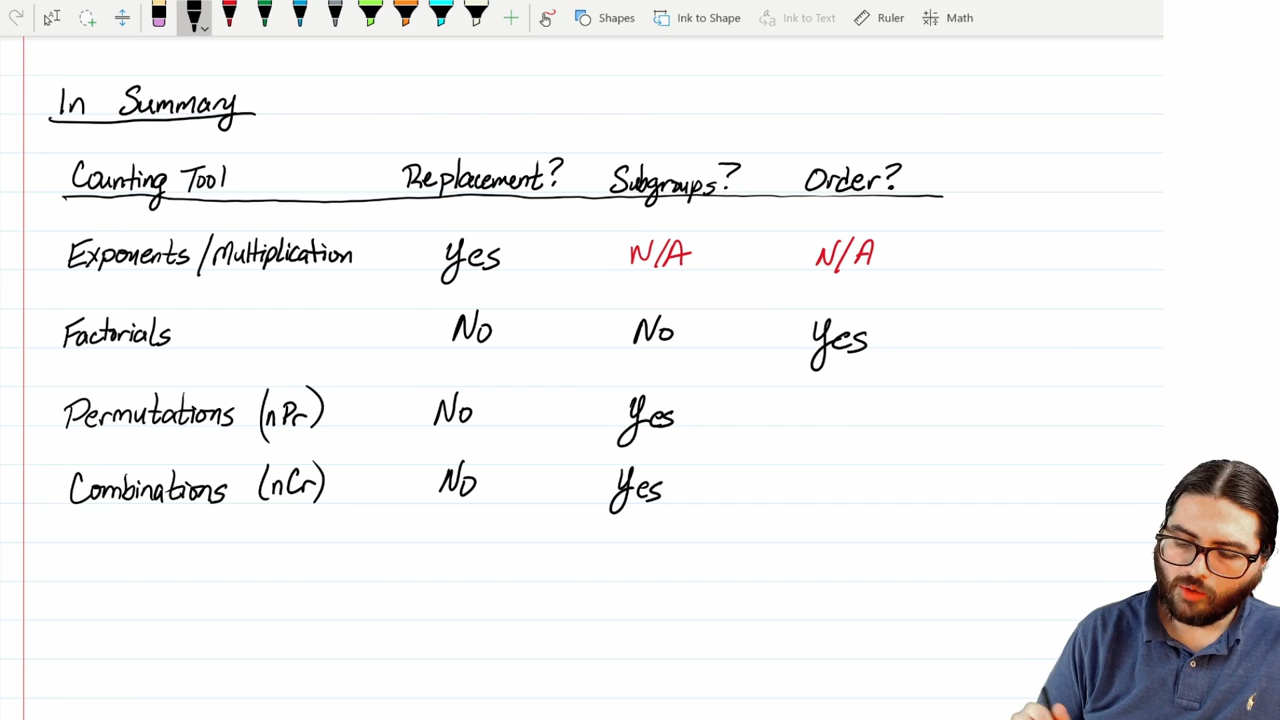 Shapes Ink to Shape Ink to Text Ruler Math
In Summary
Counting Tool Replacement? Subgroups? Order?
Exponents/Multiplication Yes N/A N/A
Factorials No No Yes
Permutations (nPr) No Yes
Combinations (nCr) No Yes